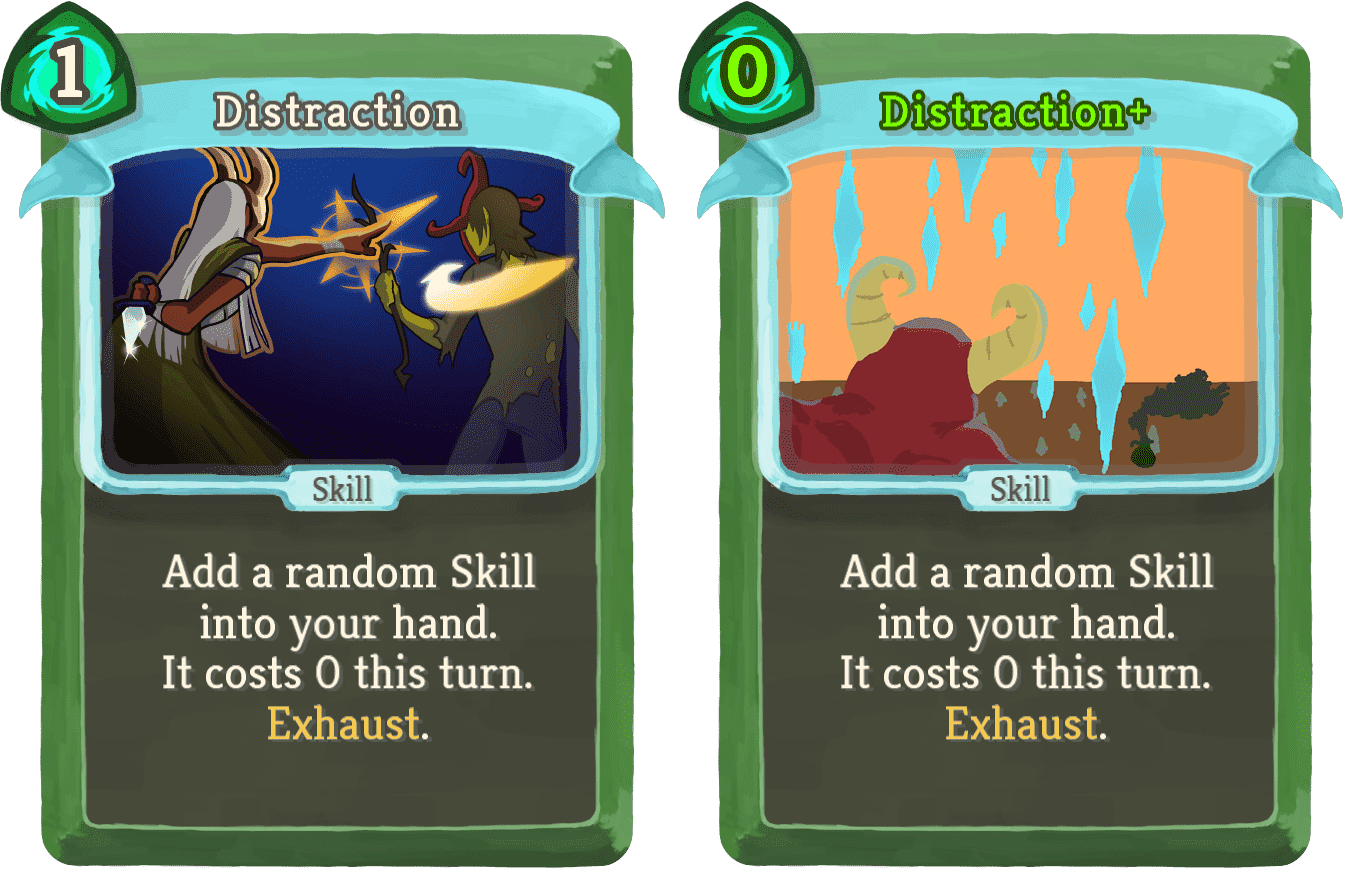 1
Distraction
Skill
Add a random Skill
into your hand.
It costs 0 this turn.
Exhaust.
0
Distraction+
Skill
Add a random Skill
into your hand.
It costs 0 this turn.
Exhaust.